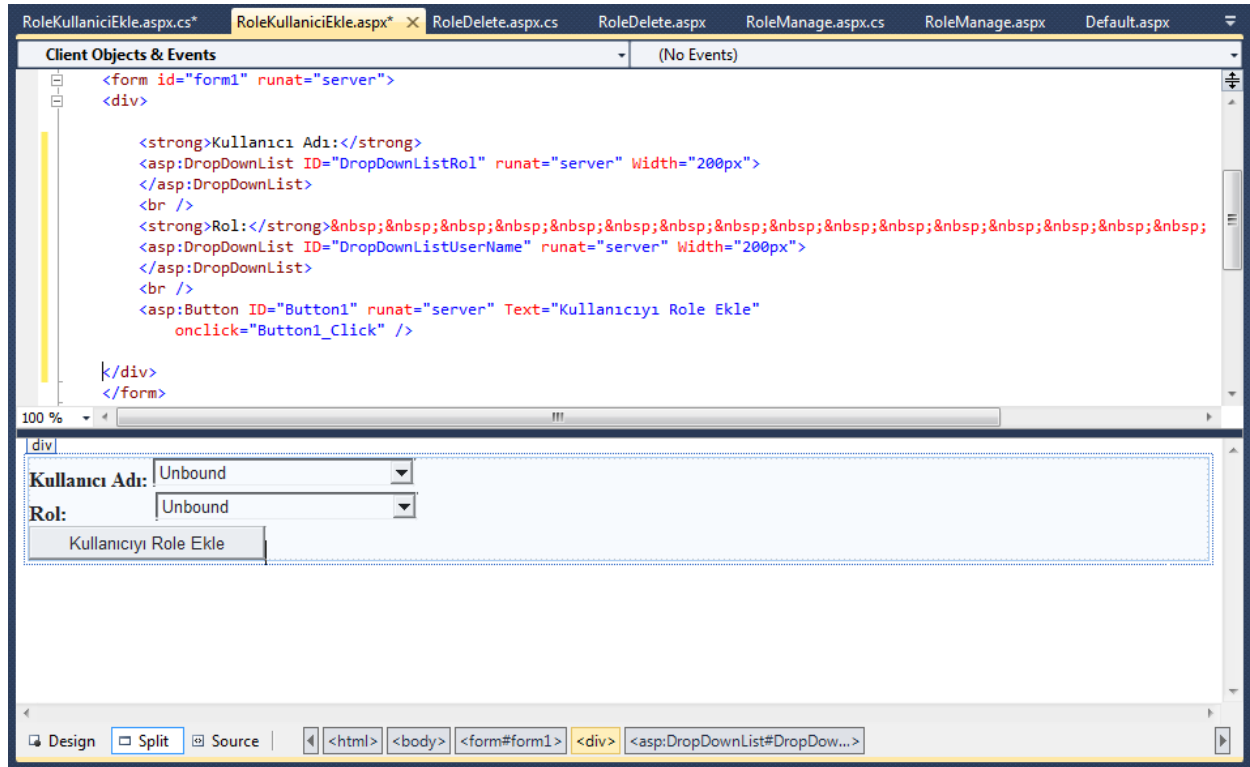 RoleKullaniciEkle.aspx.cs* RoleKullaniciEkle.aspx* RoleDelete.aspx.cs RoleDelete.aspx RoleManage.aspx.cs RoleManage.aspx Default.aspx
Client Objects & Events (No Events)
<form id="form1" runat="server">
<div>
<strong>Kullanıcı Adı:</strong>
<asp:DropDownList ID="DropDownListRol" runat="server" Width="200px">
</asp:DropDownList>
<br />
<strong>Rol:</strong>&nbsp;&nbsp;&nbsp;&nbsp;&nbsp;&nbsp;&nbsp;&nbsp;&nbsp;&nbsp;&nbsp;&nbsp;&nbsp;&nbsp;&nbsp;&nbsp;
<asp:DropDownList ID="DropDownListUserName" runat="server" Width="200px">
</asp:DropDownList>
<br />
<asp:Button ID="Button1" runat="server" Text="Kullanıcıyı Role Ekle"
onclick="Button1_Click" />
</div>
</form>
100 %
div
Kullanıcı Adı: Unbound
Rol: Unbound
Kullanıcıyı Role Ekle
Design Split Source <html> <body> <form#form1> <div> <asp:DropDownList#DropDow...>